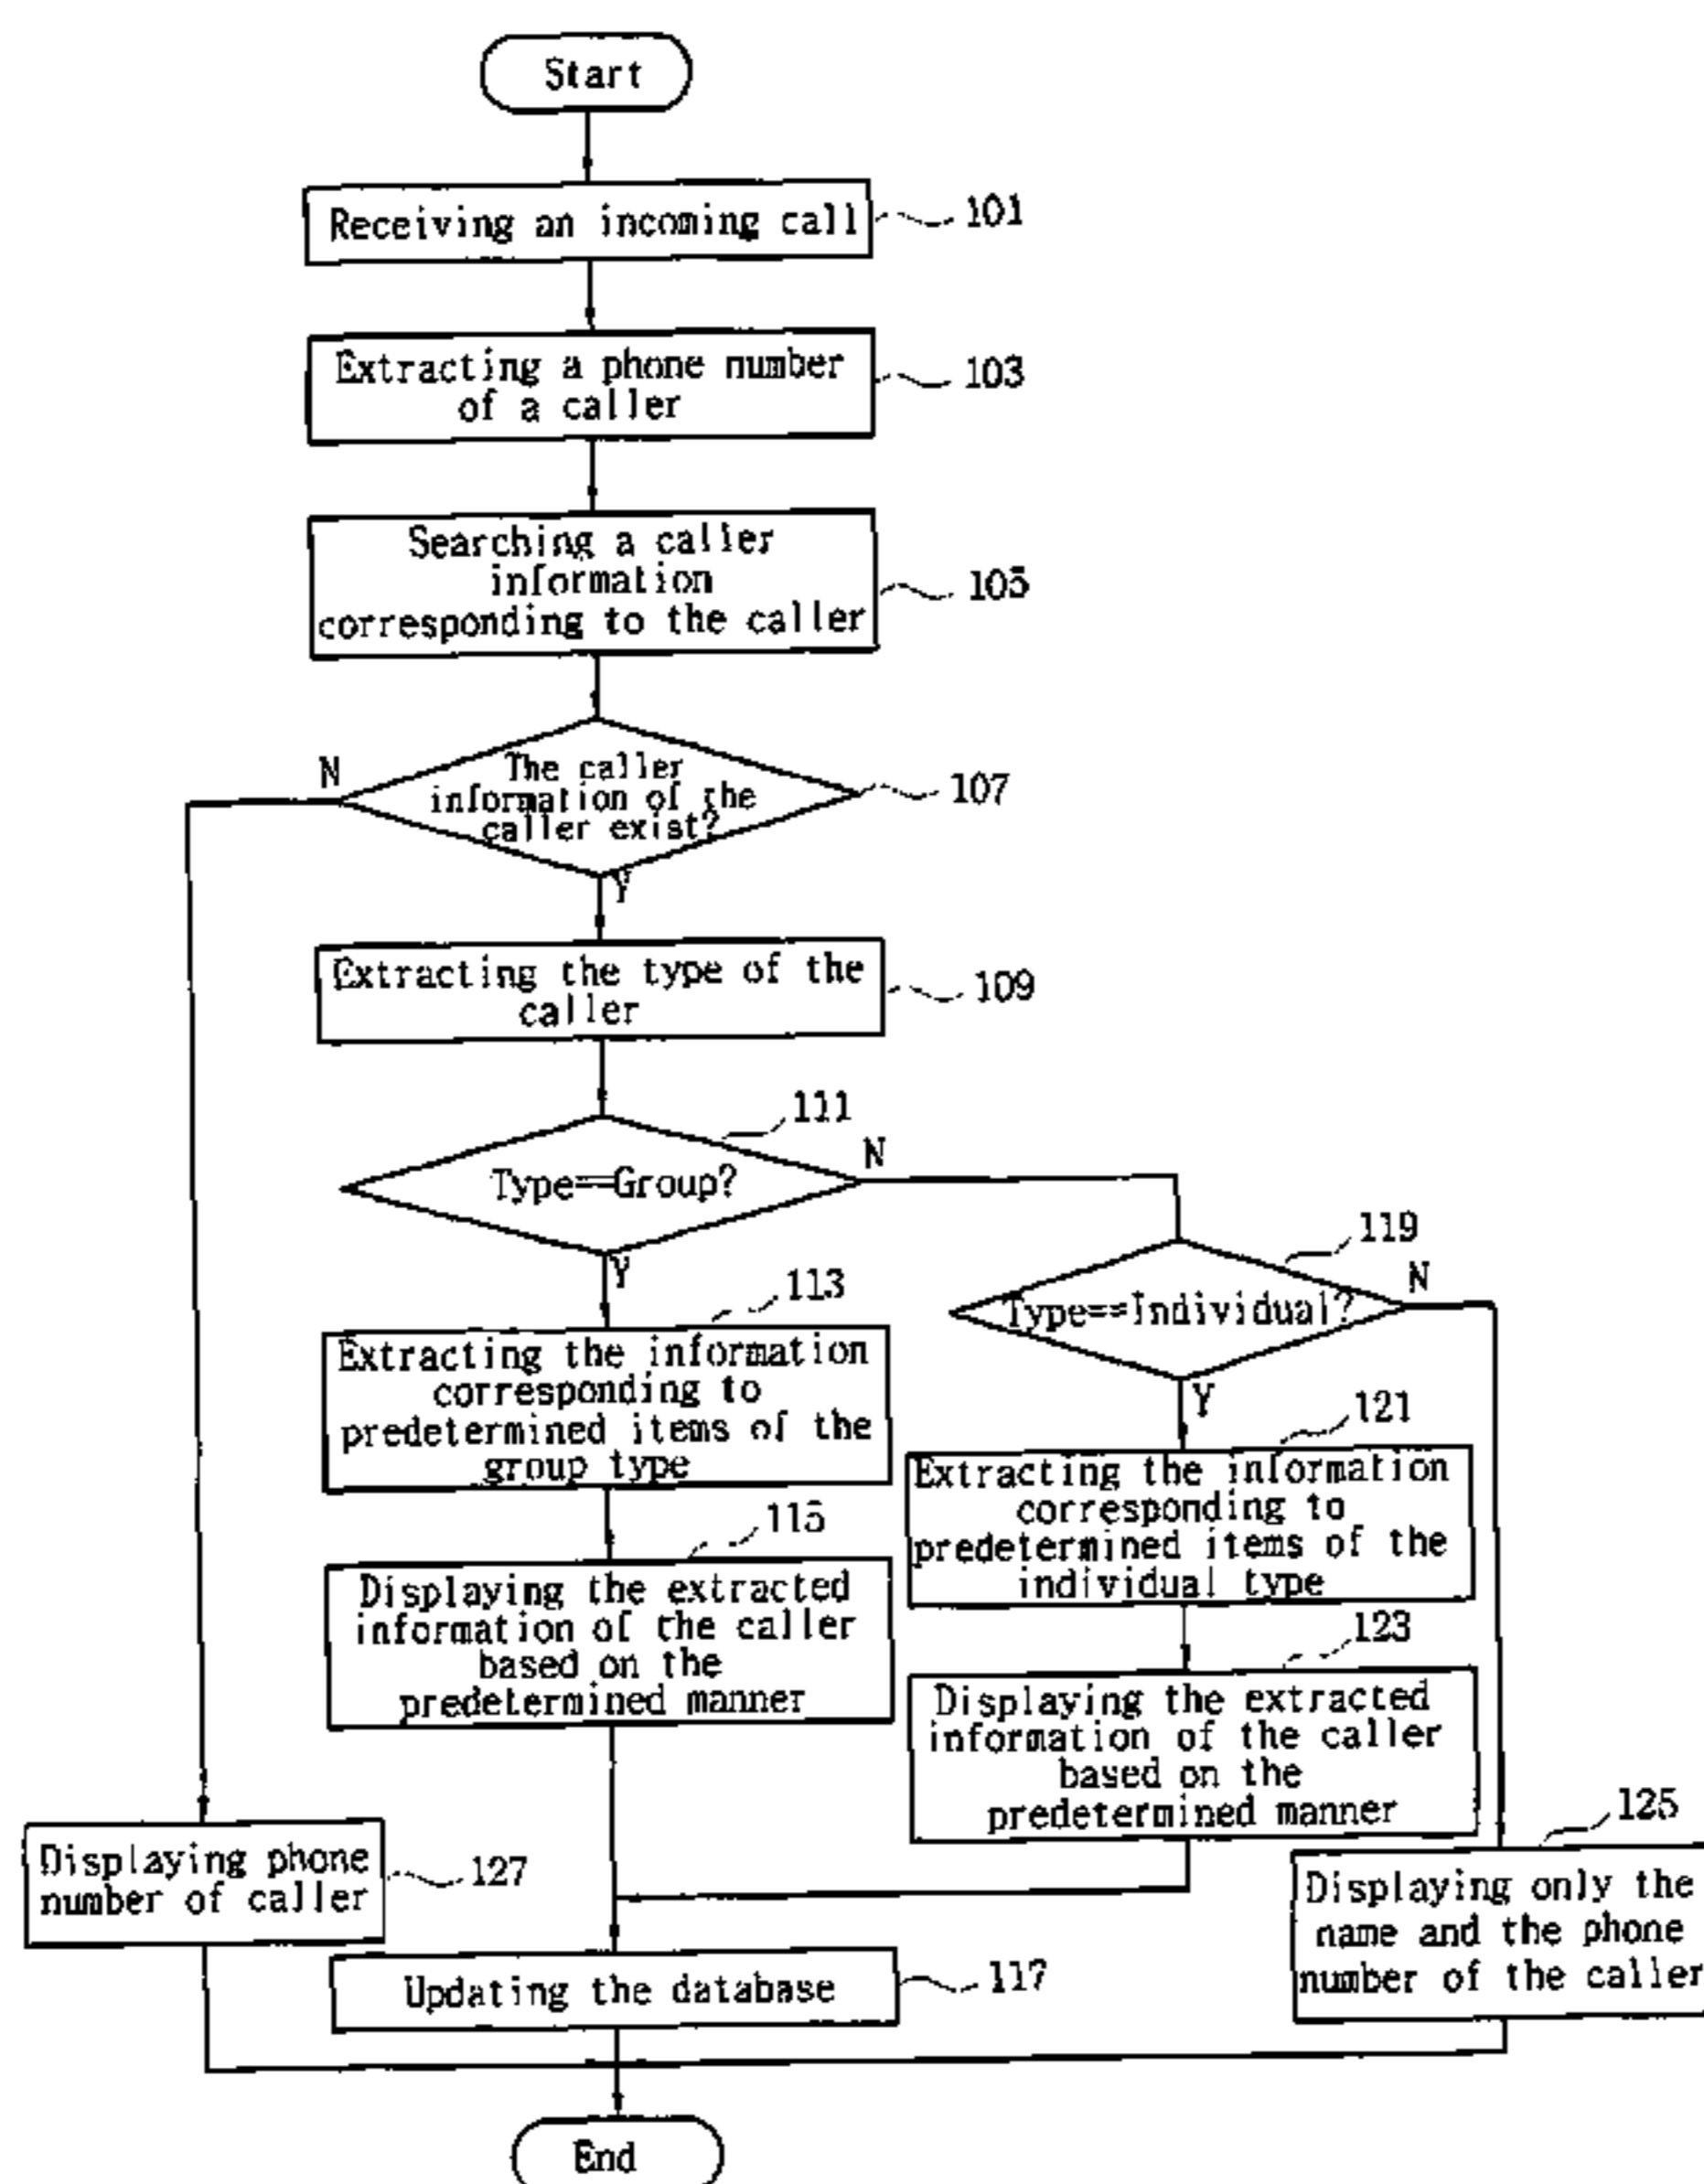 Start
Receiving an incoming call
101
Extracting a phone number
of a caller
103
Searching a caller
information
corresponding to the caller
105
The caller
information of the
caller exist?
N
107
Y
Extracting the type of the
caller
109
111
Type==Group?
N
Y
119
Type==Individual?
N
Y
113
Extracting the information
corresponding to
predetermined items of the
group type
121
Extracting the information
corresponding to
predetermined items of the
individual type
115
Displaying the extracted
information of the caller
based on the
predetermined manner
123
Displaying the extracted
information of the caller
based on the
predetermined manner
125
Displaying only the
name and the phone
number of the caller
Displaying phone
number of caller
127
Updating the database
117
End